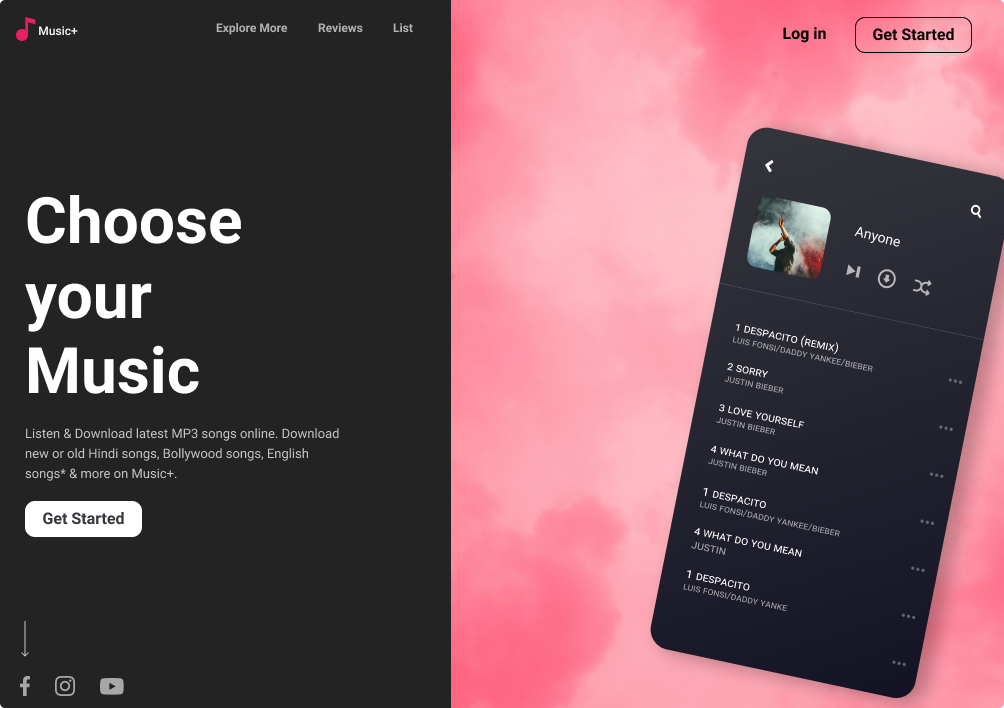 Music+
Explore More
Reviews
List
Log in
Get Started
Choose
your
Music
Listen & Download latest MP3 songs online. Download
new or old Hindi songs, Bollywood songs, English
songs* & more on Music+.
Get Started
Anyone
1 DESPACITO (REMIX)
LUIS FONSI/DADDY YANKEE/BIEBER
2 SORRY
JUSTIN BIEBER
3 LOVE YOURSELF
JUSTIN BIEBER
4 WHAT DO YOU MEAN
JUSTIN BIEBER
1 DESPACITO
LUIS FONSI/DADDY YANKEE/BIEBER
4 WHAT DO YOU MEAN
JUSTIN
1 DESPACITO
LUIS FONSI/DADDY YANKE